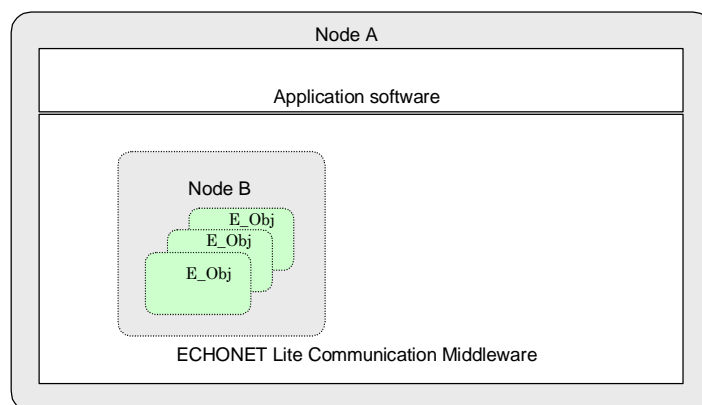 Node A
Application software
Node B
E_Obj
E_Obj
E_Obj
ECHONET Lite Communication Middleware